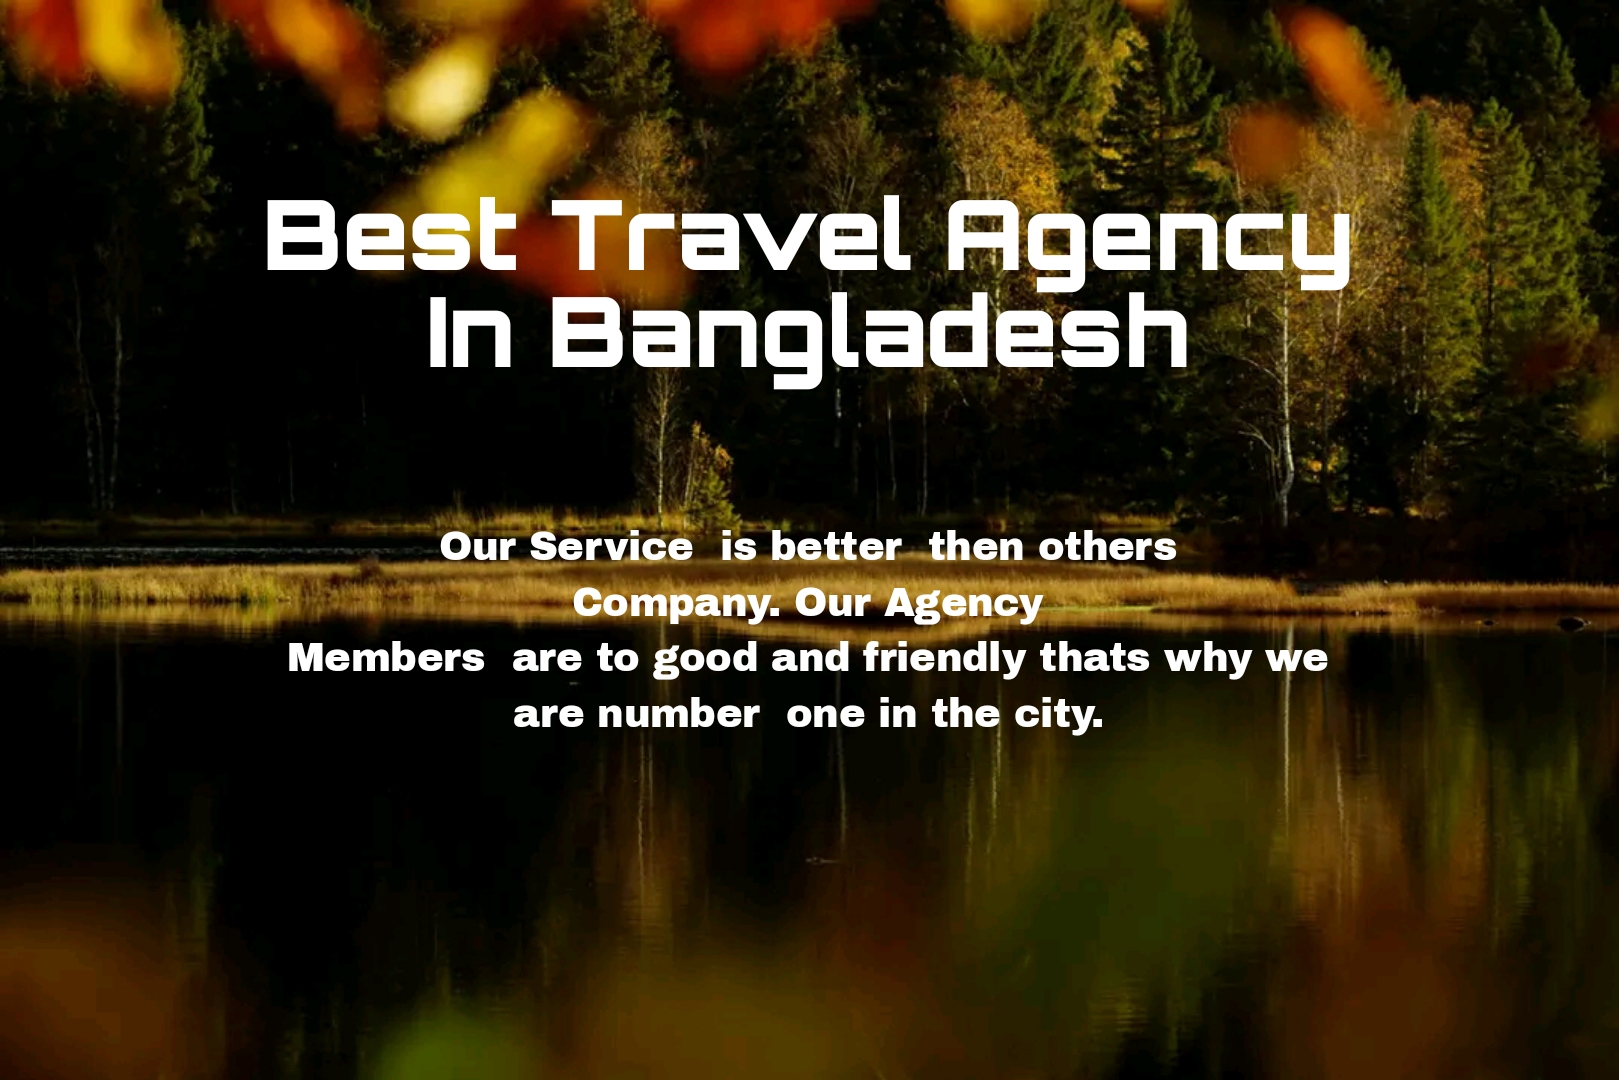 Best Travel Agency
In Bangladesh
Our Service  is better  then others
Company. Our Agency
Members  are to good and friendly thats why we
are number  one in the city.